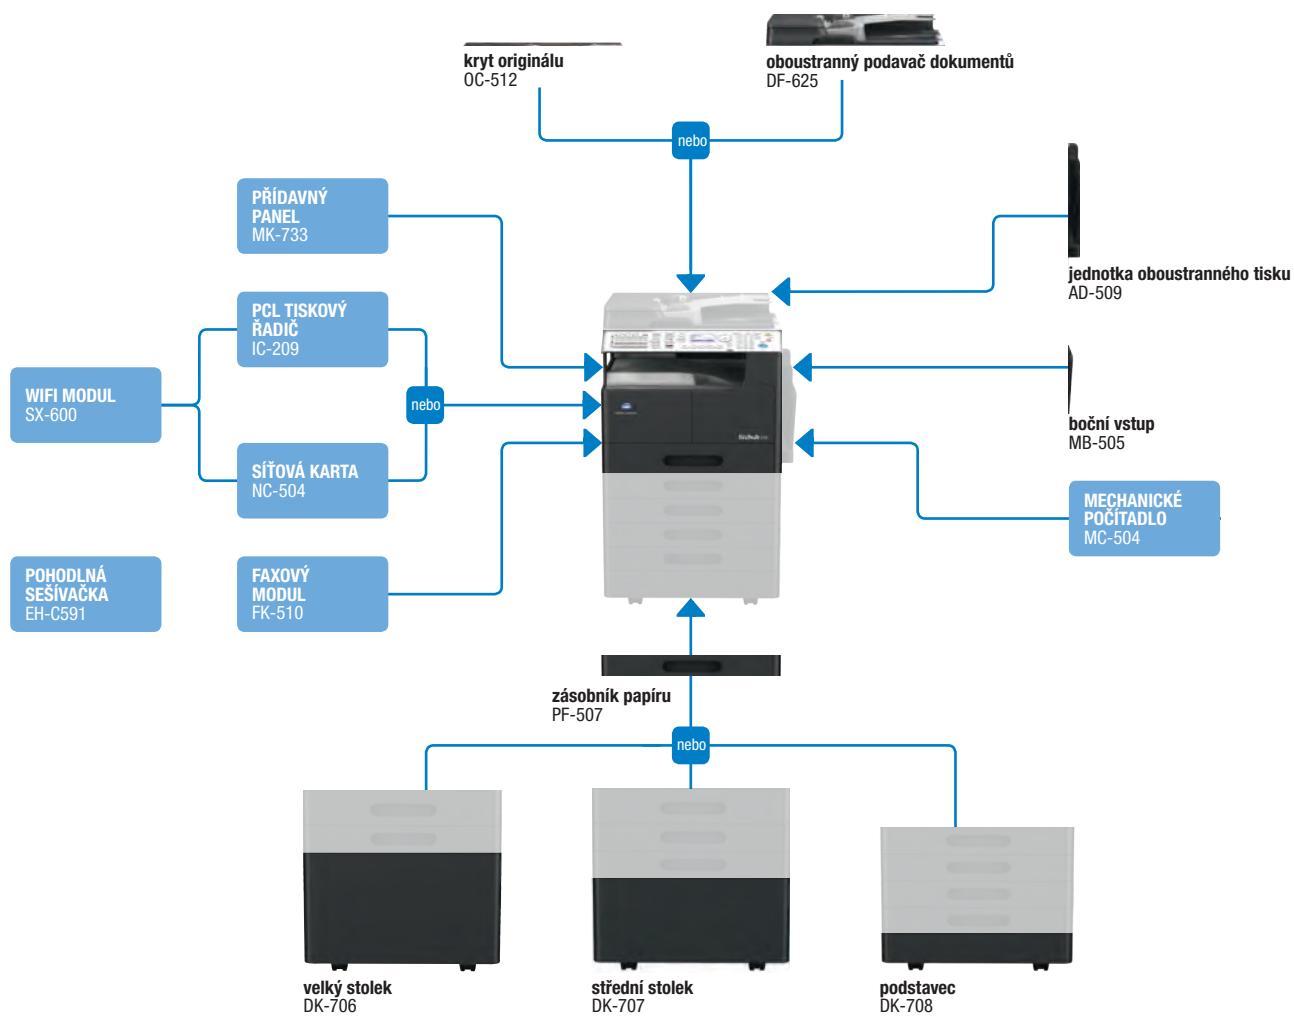 kryt originálu
OC-512
oboustranný podavač dokumentů
DF-625
nebo
PŘÍDAVNÝ
PANEL
MK-733
jednotka oboustranného tisku
AD-509
PCL TISKOVÝ
ŘADIČ
IC-209
WIFI MODUL
SX-600
nebo
boční vstup
MB-505
SÍŤOVÁ KARTA
NC-504
MECHANICKÉ
POČÍTADLO
MC-504
POHODLNÁ
SEŠÍVAČKA
EH-C591
FAXOVÝ
MODUL
FK-510
zásobník papíru
PF-507
nebo
velký stolek
DK-706
střední stolek
DK-707
podstavec
DK-708